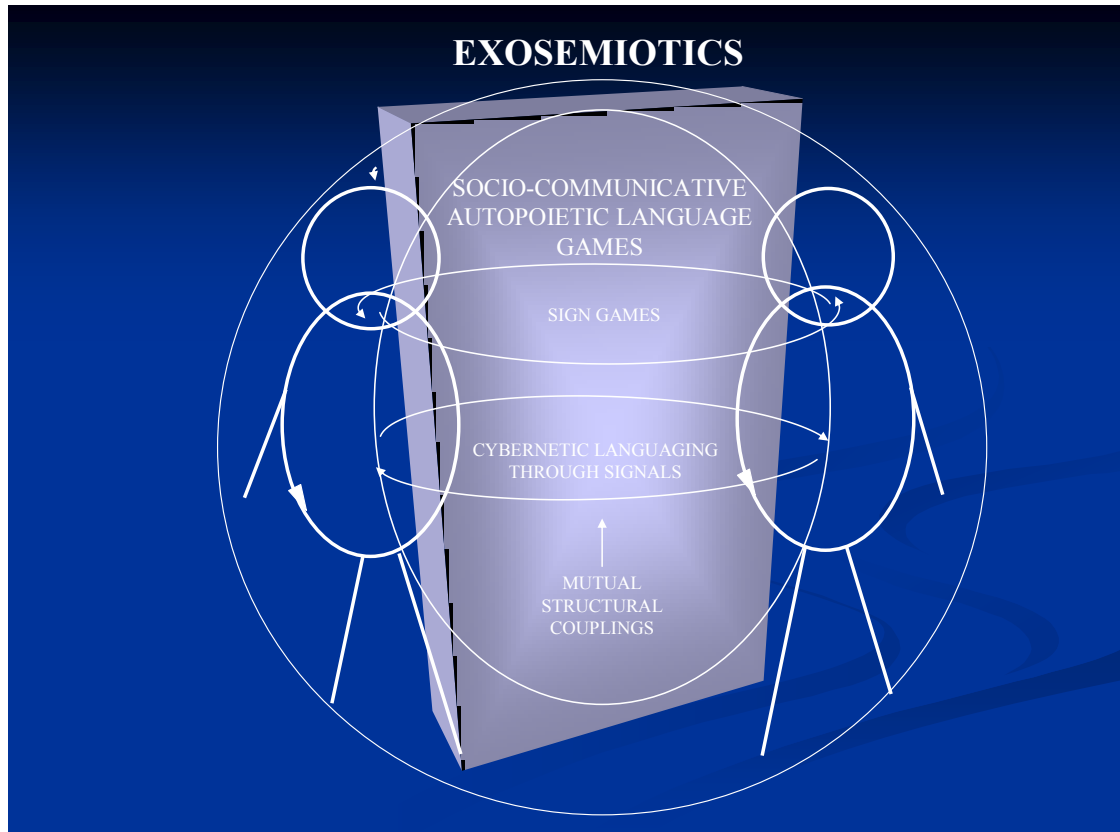 EXOSEMIOTICS
SOCIO-COMMUNICATIVE
AUTOPOIETIC LANGUAGE
GAMES
SIGN GAMES
CYBERNETIC LANGUAGING
THROUGH SIGNALS
MUTUAL
STRUCTURAL
COUPLINGS